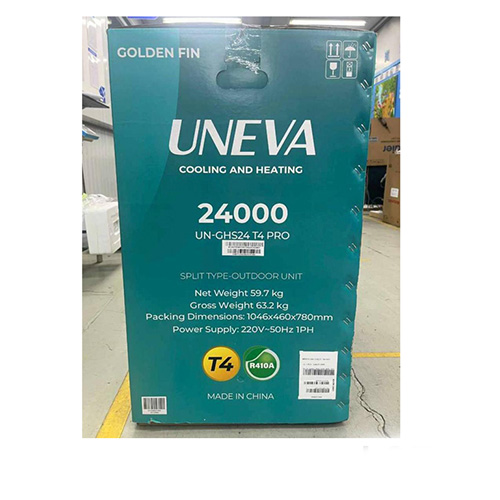 GOLDEN FIN
UNEVA
COOLING AND HEATING
24000
UN-GHS24 T4 PRO
SPLIT TYPE-OUTDOOR UNIT
Net Weight 59.7 kg
Gross Weight 63.2 kg
Packing Dimensions: 1046x460x780mm
Power Supply: 220V~50Hz 1PH
T4
R410A
MADE IN CHINA